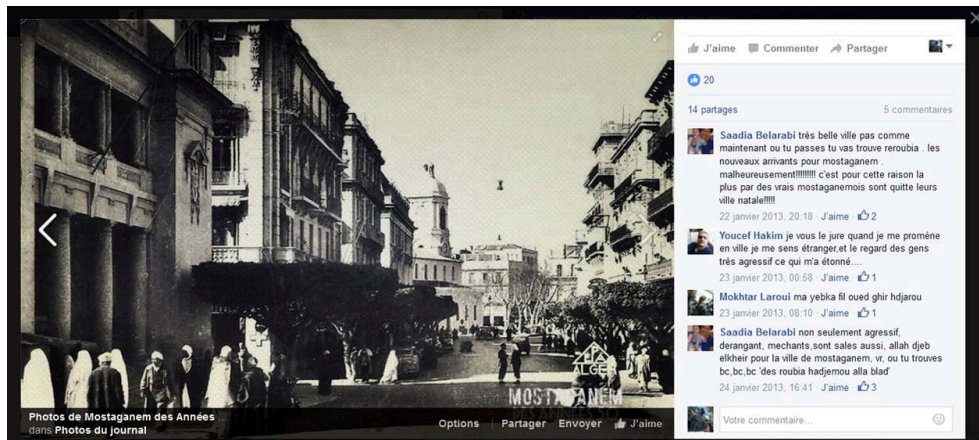 J'aime Commenter Partager
20
14 partages 5 commentaires
Saadia Belarabi très belle ville pas comme
maintenant ou tu passes tu vas trouve reroubia . les
nouveaux arrivants pour mostaganem .
malheureusement!!!!!!!!!! c'est pour cette raison la
plus par des vrais mostaganemois sont quitte leurs
ville natale!!!!!
22 janvier 2013, 20:18 · J'aime · 2
Youcef Hakim je vous le jure quand je me promène
en ville je me sens étranger,et le regard des gens
très agressif ce qui m'a étonné....
23 janvier 2013, 00:58 · J'aime · 1
Mokhtar Laroui ma yebka fil oued ghir hdjarou
23 janvier 2013, 08:10 · J'aime · 1
Saadia Belarabi non seulement agressif,
derangant, mechants,sont sales aussi, allah djeb
elkheir pour la ville de mostaganem, vr, ou tu trouves
bc,bc,bc 'des roubia hadjemou alla blad'
24 janvier 2013, 16:41 · J'aime · 3
Votre commentaire...
ALGER
MOSTAGANEM
Photos de Mostaganem des Années
dans Photos du journal
Options Partager Envoyer J'aime